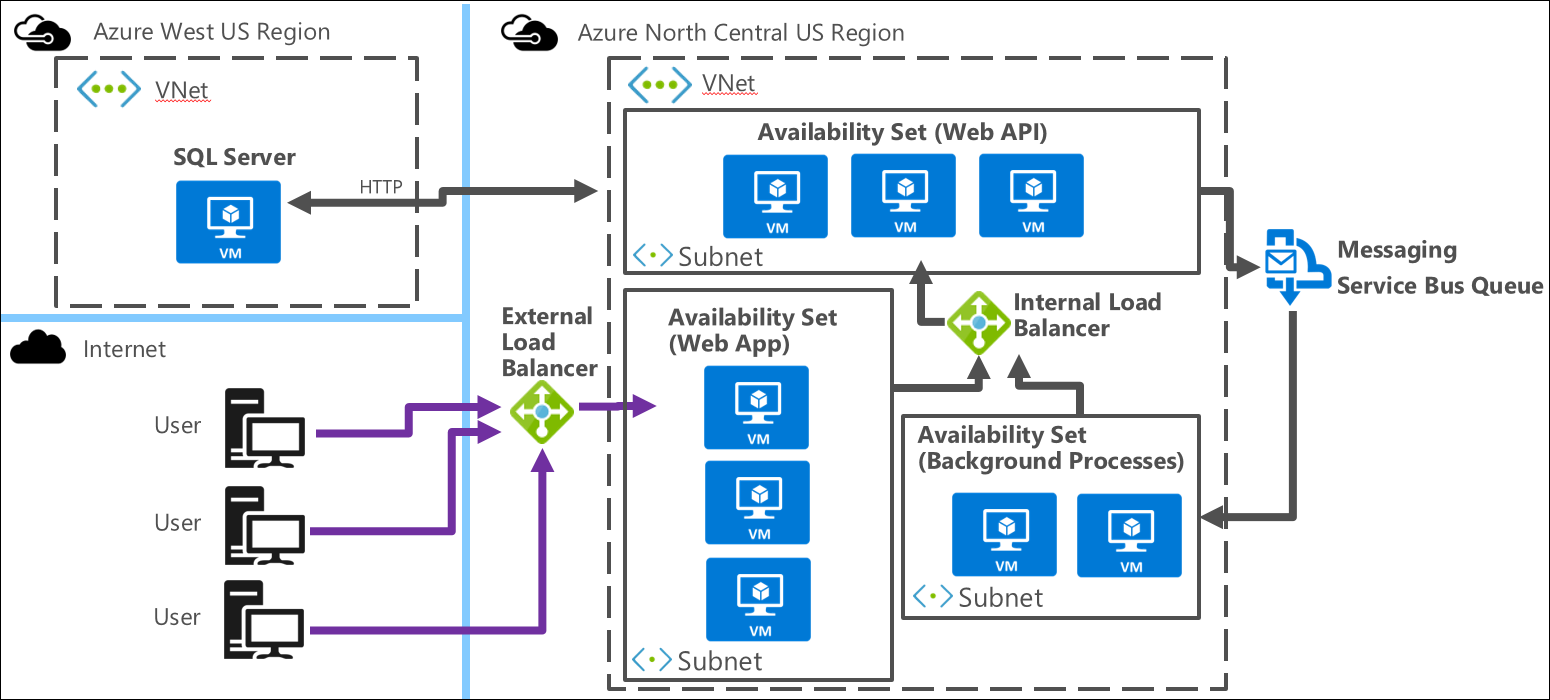 Azure West US Region
VNet
SQL Server
VM
HTTP
Internet
User
User
User
Azure North Central US Region
VNet
Availability Set (Web API)
VM
VM
VM
Subnet
External
Load
Balancer
Availability Set
(Web App)
VM
VM
VM
Subnet
Internal Load
Balancer
Availability Set
(Background Processes)
VM
VM
Subnet
Messaging
Service Bus Queue